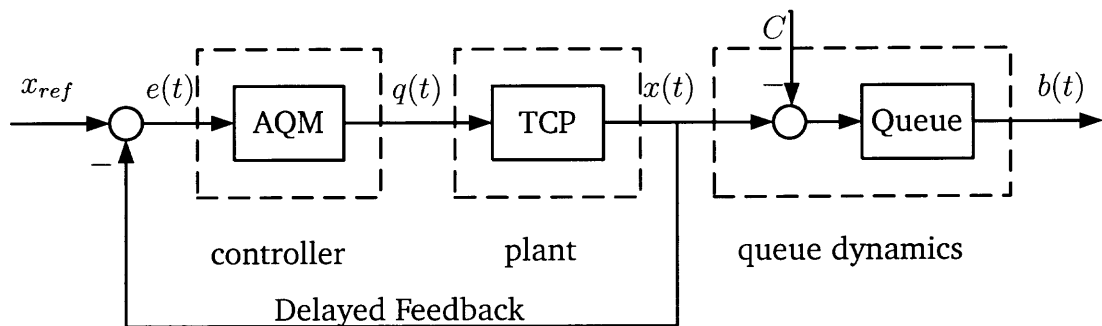 C
x_ref
e(t)
q(t)
x(t)
b(t)
−
AQM
TCP
Queue
−
controller
plant
queue dynamics
Delayed Feedback